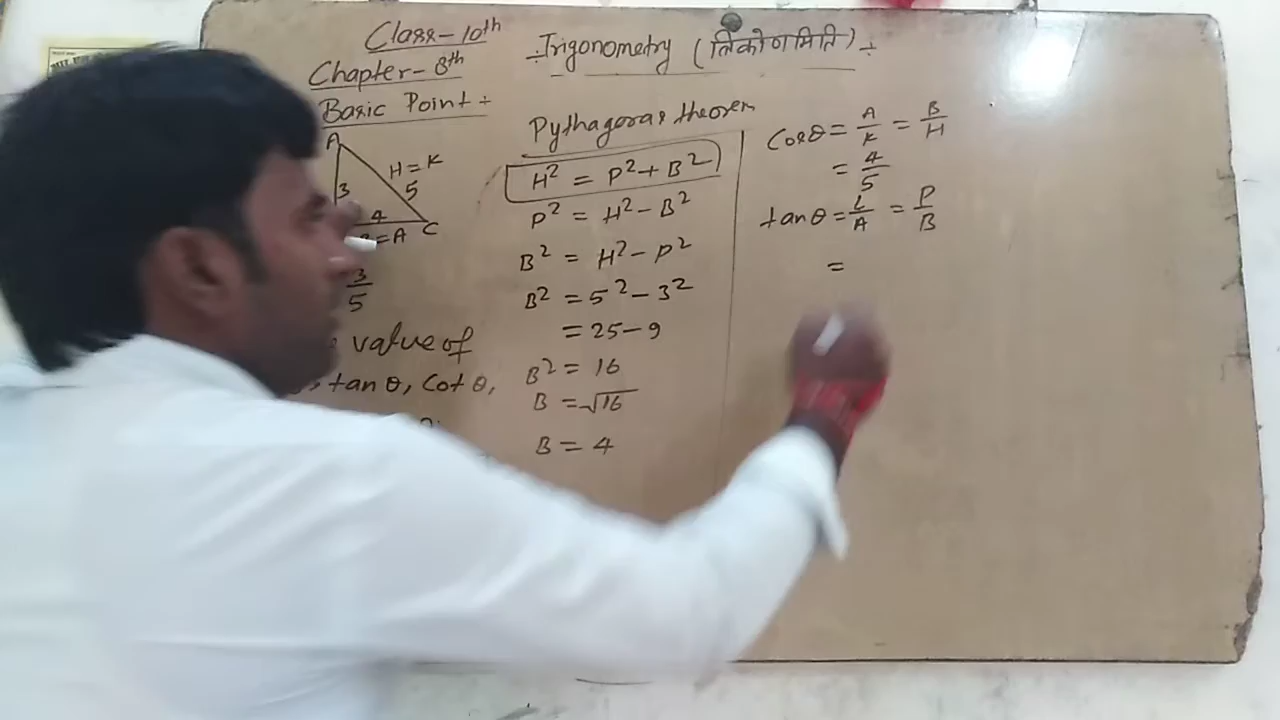 Class-10th
÷Trigonometry (त्रिकोणमिति)÷
Chapter-8th
Basic Point÷
A
H=K
3
5
4
=A
C
3
5
value of
tanθ, Cotθ,
Pythagoras theorem
H² = P²+B²
P² = H²-B²
B² = H²-P²
B² = 5²-3²
= 25-9
B² = 16
B = √16
B = 4
Cosθ = A/K = B/H
= 4/5
tanθ = L/A = P/B
=